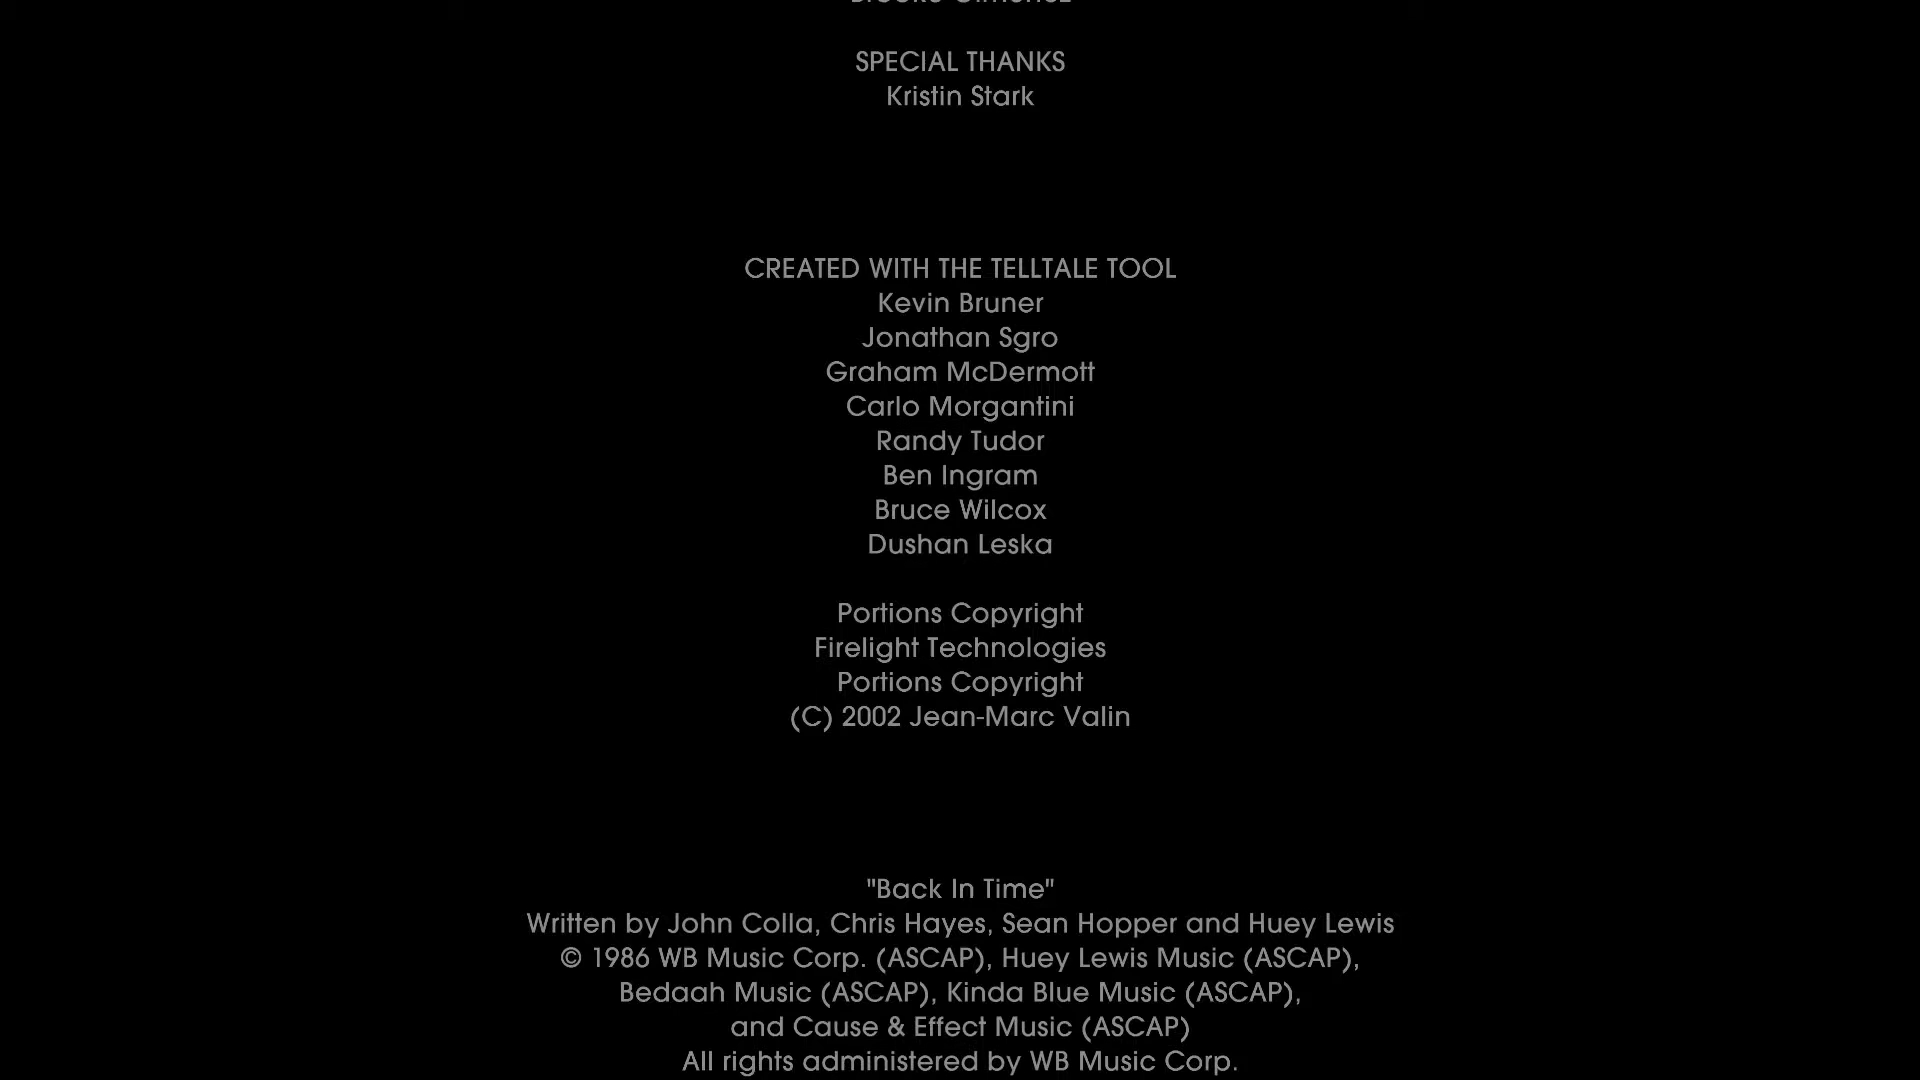 SPECIAL THANKS
Kristin Stark
CREATED WITH THE TELLTALE TOOL
Kevin Bruner
Jonathan Sgro
Graham McDermott
Carlo Morgantini
Randy Tudor
Ben Ingram
Bruce Wilcox
Dushan Leska
Portions Copyright
Firelight Technologies
Portions Copyright
(C) 2002 Jean-Marc Valin
"Back In Time"
Written by John Colla, Chris Hayes, Sean Hopper and Huey Lewis
© 1986 WB Music Corp. (ASCAP), Huey Lewis Music (ASCAP),
Bedaah Music (ASCAP), Kinda Blue Music (ASCAP),
and Cause & Effect Music (ASCAP)
All rights administered by WB Music Corp.